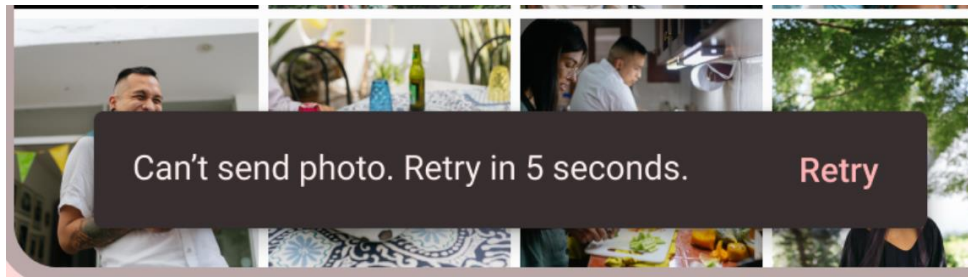 Can’t send photo. Retry in 5 seconds.
Retry